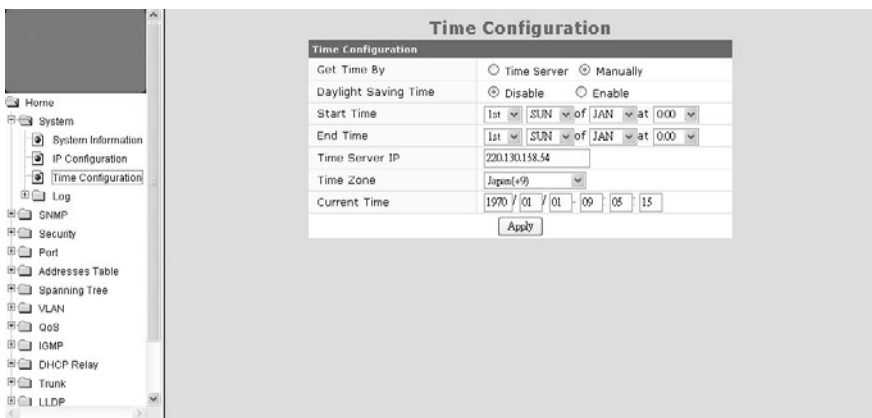 Home
System
System Information
IP Configuration
Time Configuration
Log
SNMP
Security
Port
Addresses Table
Spanning Tree
VLAN
QoS
IGMP
DHCP Relay
Trunk
LLDP
Time Configuration
Time Configuration
Get Time By Time Server Manually
Daylight Saving Time Disable Enable
Start Time 1st SUN of JAN at 0:00
End Time 1st SUN of JAN at 0:00
Time Server IP 220.130.158.54
Time Zone Japan(+9)
Current Time 1970 / 01 / 01 - 09 : 05 : 15
Apply